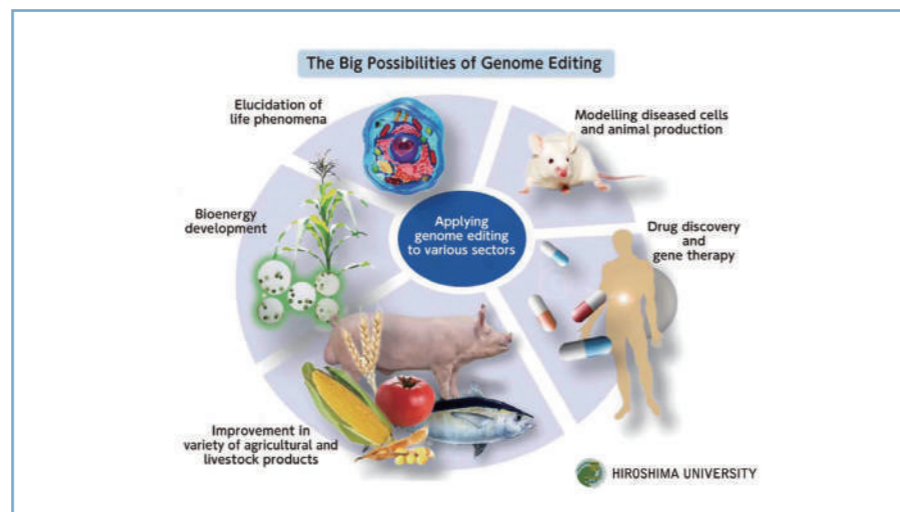 The Big Possibilities of Genome Editing
Elucidation of
life phenomena
Modelling diseased cells
and animal production
Bioenergy
development
Applying
genome editing
to various sectors
Drug discovery
and
gene therapy
Improvement in
variety of agricultural and
livestock products
HIROSHIMA UNIVERSITY